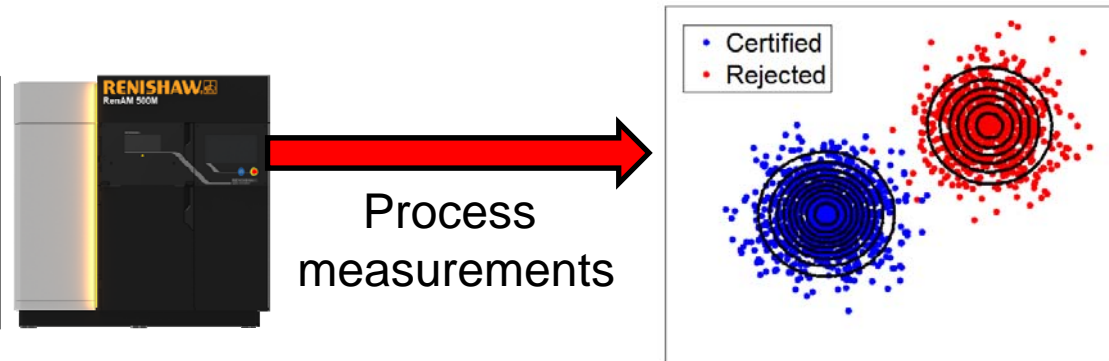 RENISHAW
RenAM 500M
Process
measurements
Certified
Rejected